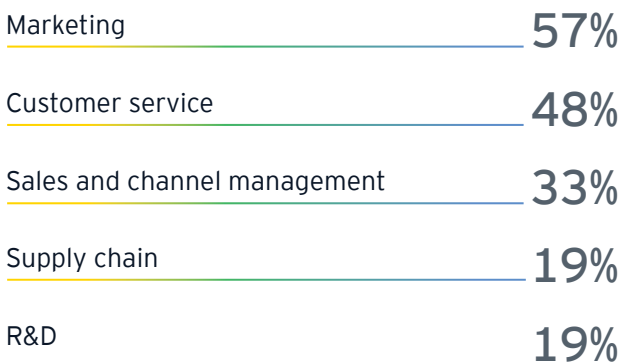 Marketing 57%
Customer service 48%
Sales and channel management 33%
Supply chain 19%
R&D 19%